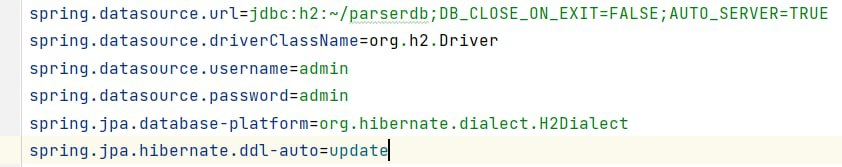 spring.datasource.url=jdbc:h2:~/parserdb;DB_CLOSE_ON_EXIT=FALSE;AUTO_SERVER=TRUE
spring.datasource.driverClassName=org.h2.Driver
spring.datasource.username=admin
spring.datasource.password=admin
spring.jpa.database-platform=org.hibernate.dialect.H2Dialect
spring.jpa.hibernate.ddl-auto=update